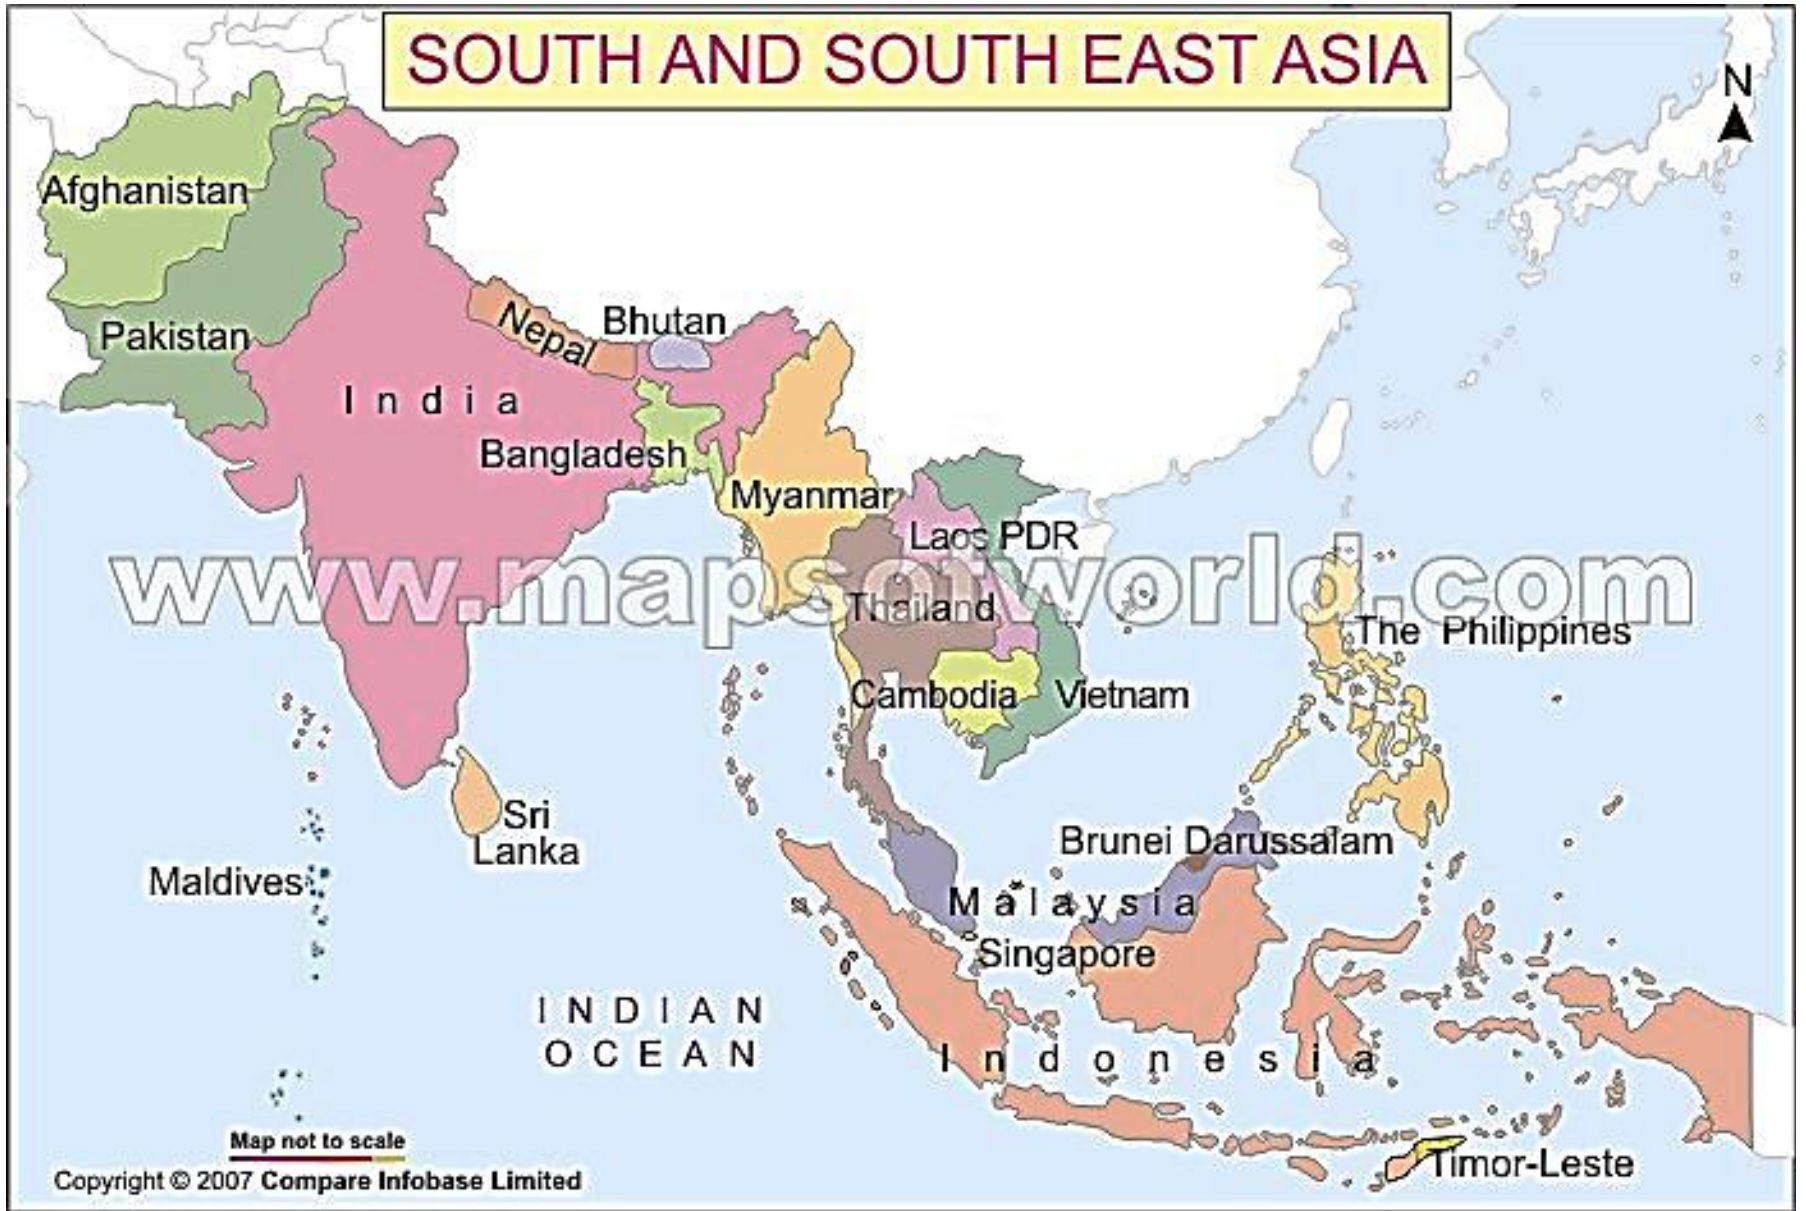 SOUTH AND SOUTH EAST ASIA
N
Afghanistan
Pakistan
Nepal
Bhutan
India
Bangladesh
Myanmar
Laos PDR
www.mapsofworld.com
Thailand
The Philippines
Cambodia
Vietnam
Sri
Lanka
Maldives
Brunei Darussalam
Malaysia
Singapore
INDIAN
OCEAN
Indonesia
Timor-Leste
Map not to scale
Copyright © 2007 Compare Infobase Limited